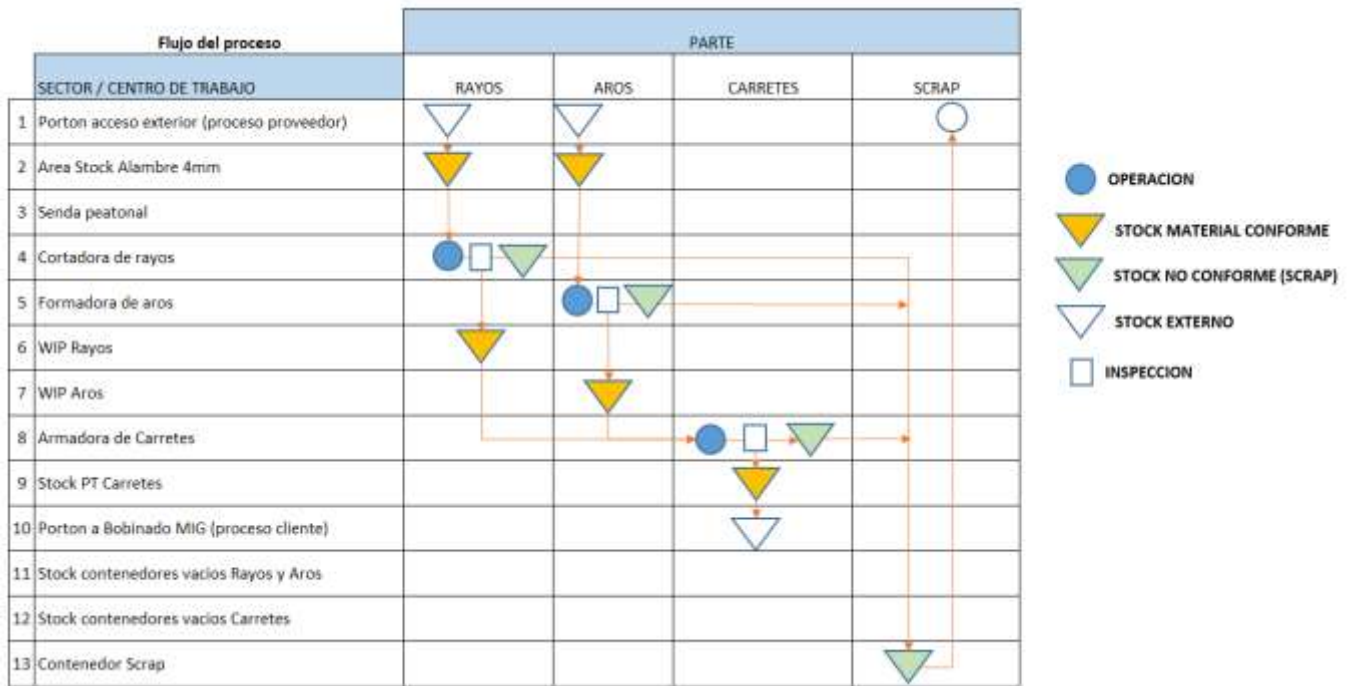 Flujo del proceso
PARTE
SECTOR / CENTRO DE TRABAJO
RAYOS
AROS
CARRETES
SCRAP
1 Porton acceso exterior (proceso proveedor)
2 Area Stock Alambre 4mm
3 Senda peatonal
4 Cortadora de rayos
5 Formadora de aros
6 WIP Rayos
7 WIP Aros
8 Armadora de Carretes
9 Stock PT Carretes
10 Porton a Bobinado MIG (proceso cliente)
11 Stock contenedores vacios Rayos y Aros
12 Stock contenedores vacios Carretes
13 Contenedor Scrap
OPERACION
STOCK MATERIAL CONFORME
STOCK NO CONFORME (SCRAP)
STOCK EXTERNO
INSPECCION